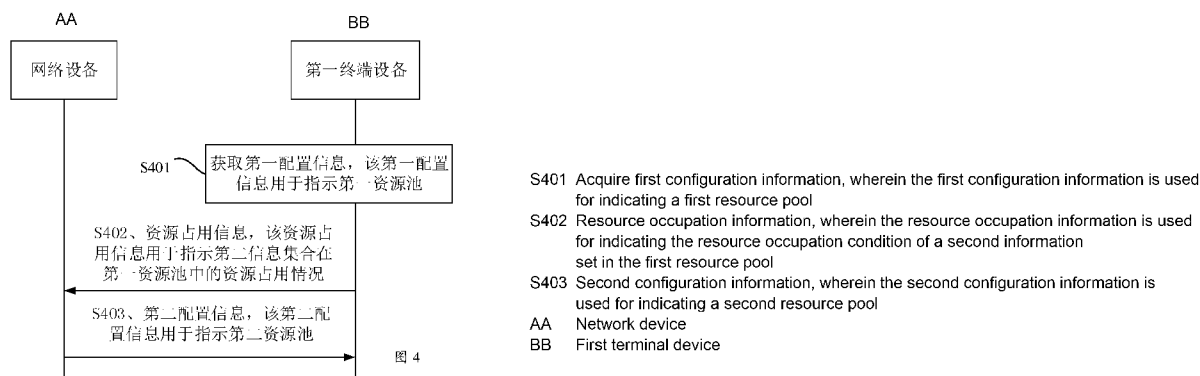 AA
BB
网络设备
第一终端设备
S401
获取第一配置信息，该第一配置
信息用于指示第一资源池
S402、资源占用信息，该资源占
用信息用于指示第二信息集合在
第一资源池中的资源占用情况
S403、第二配置信息，该第二配
置信息用于指示第二资源池
图 4
S401 Acquire first configuration information, wherein the first configuration information is used
for indicating a first resource pool
S402 Resource occupation information, wherein the resource occupation information is used
for indicating the resource occupation condition of a second information
set in the first resource pool
S403 Second configuration information, wherein the second configuration information is
used for indicating a second resource pool
AA Network device
BB First terminal device